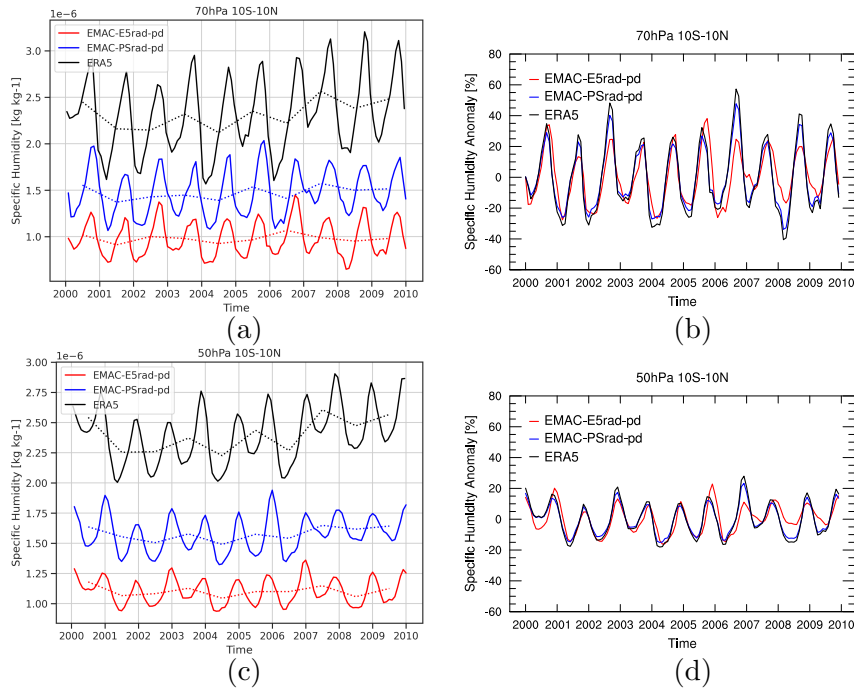 70hPa 10S-10N
1e−6
EMAC-E5rad-pd
EMAC-PSrad-pd
ERA5
Specific Humidity [kg kg-1]
3.0
2.5
2.0
1.5
1.0
2000 2001 2002 2003 2004 2005 2006 2007 2008 2009 2010
Time
(a)
70hPa 10S-10N
EMAC-E5rad-pd
EMAC-PSrad-pd
ERA5
Specific Humidity Anomaly [%]
80
60
40
20
0
-20
-40
-60
2000 2001 2002 2003 2004 2005 2006 2007 2008 2009 2010
Time
(b)
50hPa 10S-10N
1e−6
EMAC-E5rad-pd
EMAC-PSrad-pd
ERA5
Specific Humidity [kg kg-1]
3.00
2.75
2.50
2.25
2.00
1.75
1.50
1.25
1.00
2000 2001 2002 2003 2004 2005 2006 2007 2008 2009 2010
Time
(c)
50hPa 10S-10N
EMAC-E5rad-pd
EMAC-PSrad-pd
ERA5
Specific Humidity Anomaly [%]
80
60
40
20
0
-20
-40
-60
2000 2001 2002 2003 2004 2005 2006 2007 2008 2009 2010
Time
(d)